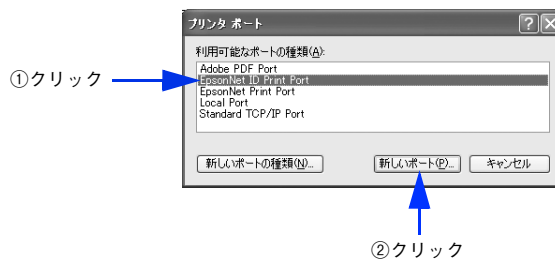 プリンタ ポート
利用可能なポートの種類(A):
Adobe PDF Port
EpsonNet ID Print Port
EpsonNet Print Port
Local Port
Standard TCP/IP Port
①クリック
新しいポートの種類(N)... 新しいポート(P)... キャンセル
②クリック